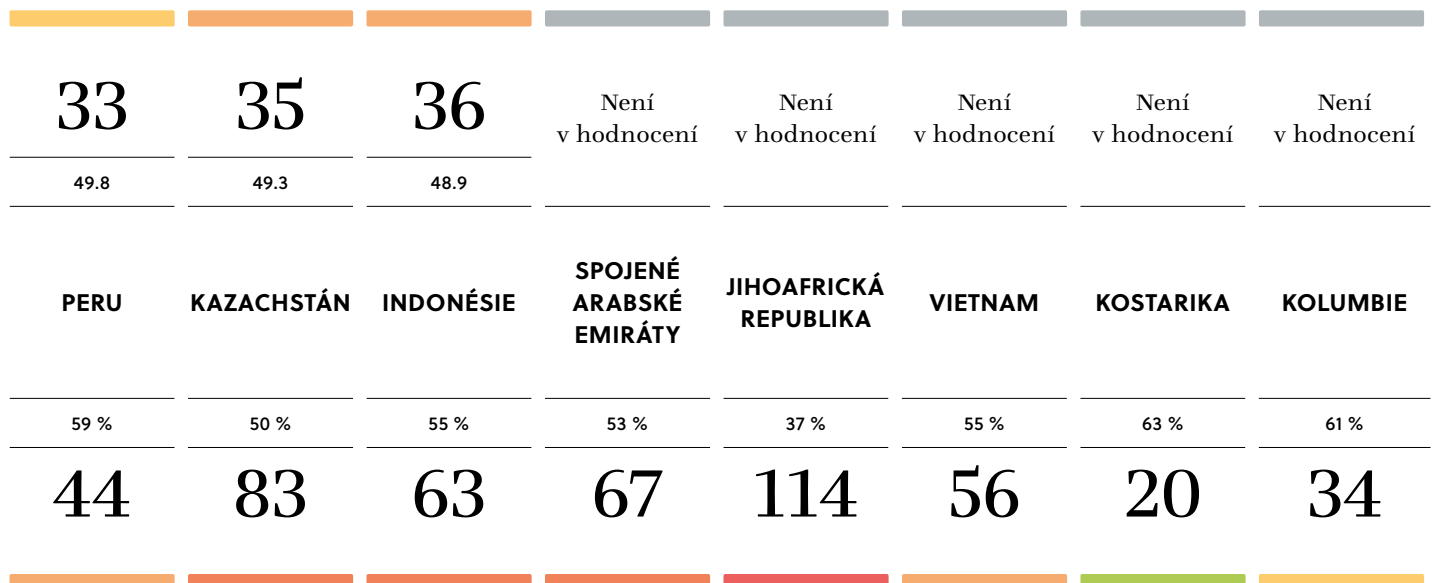 33 35 36 Není Není Není Není Není
v hodnocení v hodnocení v hodnocení v hodnocení v hodnocení
49.8 49.3 48.9
PERU KAZACHSTÁN INDONÉSIE SPOJENÉ ARABSKÉ EMIRÁTY JIHOAFRICKÁ REPUBLIKA VIETNAM KOSTARIKA KOLUMBIE
59 % 50 % 55 % 53 % 37 % 55 % 63 % 61 %
44 83 63 67 114 56 20 34